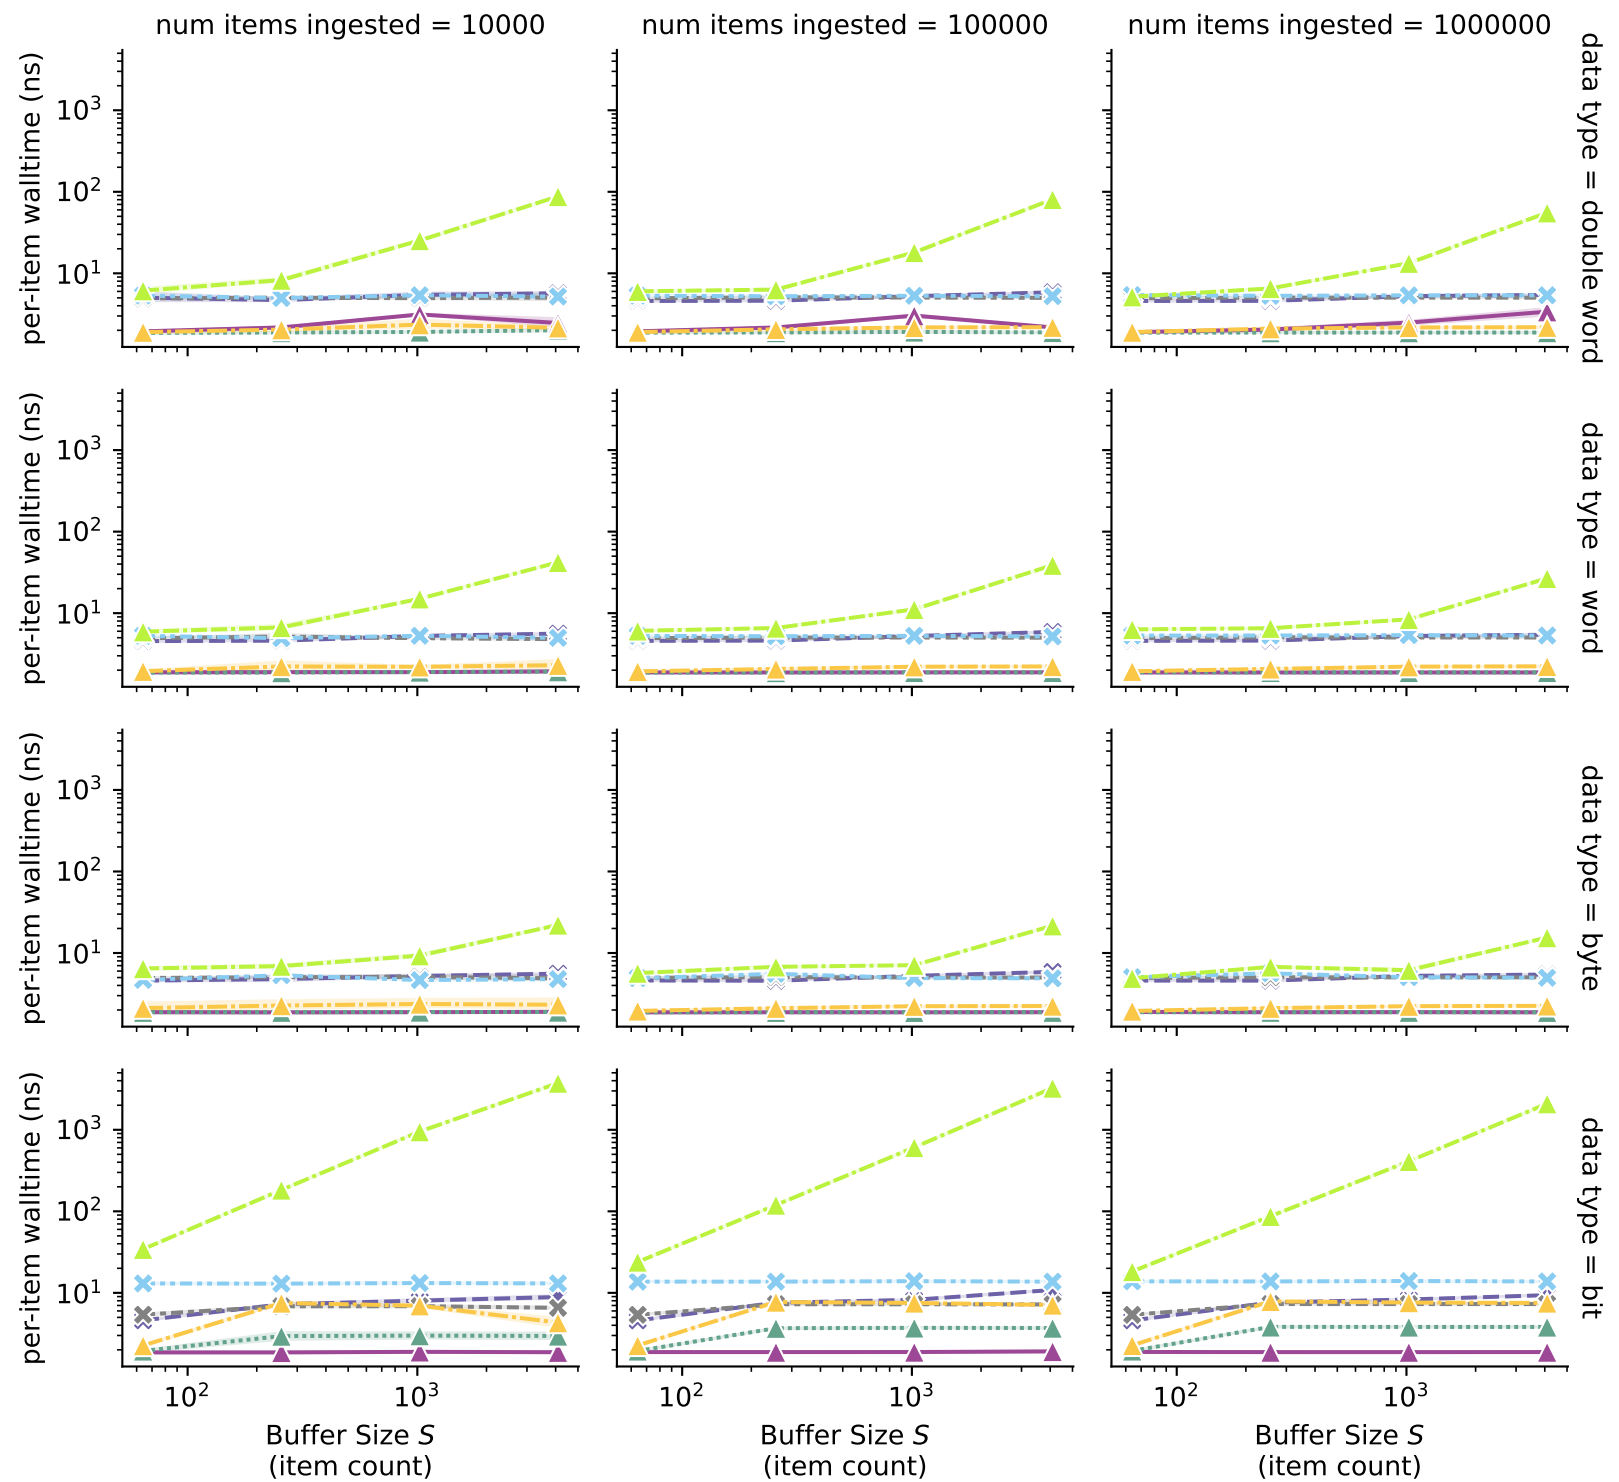 num items ingested = 10000
num items ingested = 100000
num items ingested = 1000000
per-item walltime (ns)
10³
10²
10¹
data type = double word
per-item walltime (ns)
10³
10²
10¹
data type = word
per-item walltime (ns)
10³
10²
10¹
data type = byte
per-item walltime (ns)
10³
10²
10¹
data type = bit
10² 10³ 10² 10³ 10² 10³
Buffer Size S
(item count)
Buffer Size S
(item count)
Buffer Size S
(item count)